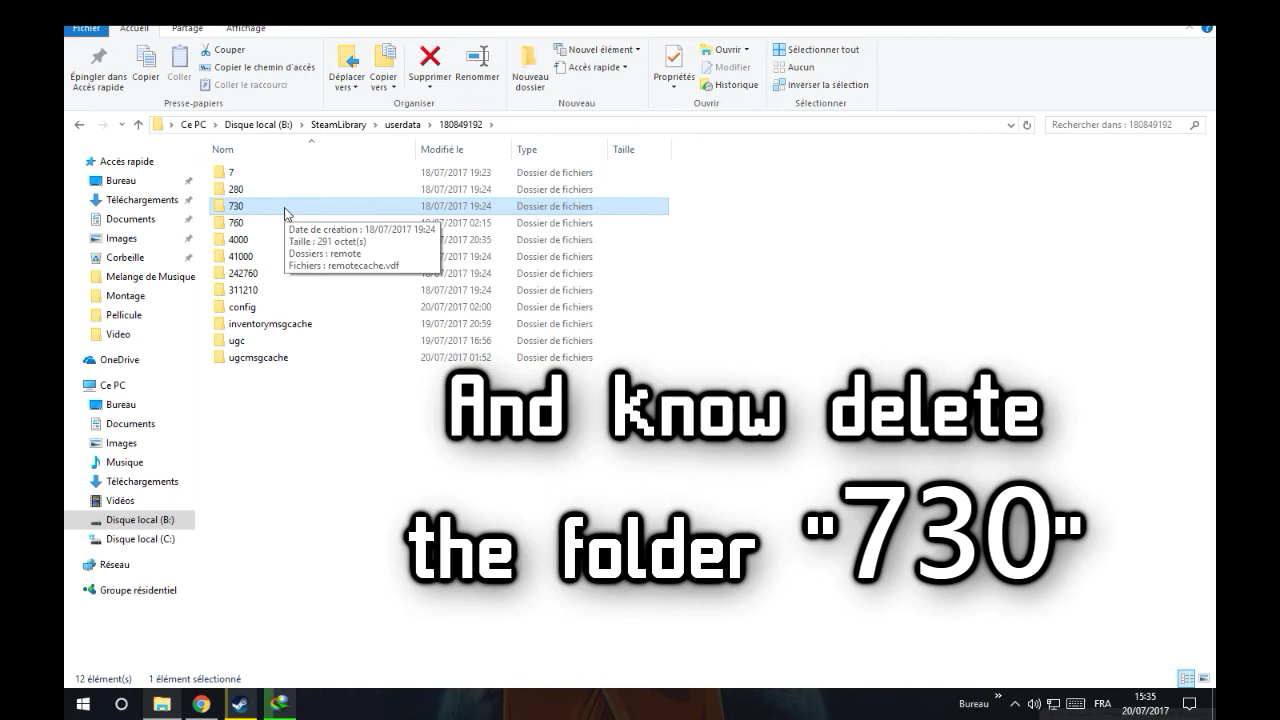 Fichier Accueil Partage Affichage
Épingler dans
Accès rapide
Copier
Coller
Couper
Copier le chemin d'accès
Coller le raccourci
Presse-papiers
Déplacer
vers
Copier
vers
Supprimer
Renommer
Organiser
Nouveau
dossier
Nouvel élément
Accès rapide
Nouveau
Propriétés
Ouvrir
Modifier
Historique
Ouvrir
Sélectionner tout
Aucun
Inverser la sélection
Sélectionner
Ce PC > Disque local (B:) > SteamLibrary > userdata > 180849192 >
Rechercher dans : 180849192
Nom Modifié le Type Taille
7 18/07/2017 19:23 Dossier de fichiers
280 18/07/2017 19:24 Dossier de fichiers
730 18/07/2017 19:24 Dossier de fichiers
760 02:15 Dossier de fichiers
4000 20:35 Dossier de fichiers
41000 19:24 Dossier de fichiers
242760 19:24 Dossier de fichiers
311210 18/07/2017 19:24 Dossier de fichiers
config 20/07/2017 02:00 Dossier de fichiers
inventorymsgcache 19/07/2017 20:59 Dossier de fichiers
ugc 19/07/2017 16:56 Dossier de fichiers
ugcmsgcache 20/07/2017 01:52 Dossier de fichiers
Date de création : 18/07/2017 19:24
Taille : 291 octet(s)
Dossiers : remote
Fichiers : remotecache.vdf
Accès rapide
Bureau
Téléchargements
Documents
Images
Corbeille
Melange de Musique
Montage
Pellicule
Video
OneDrive
Ce PC
Bureau
Documents
Images
Musique
Téléchargements
Vidéos
Disque local (B:)
Disque local (C:)
Réseau
Groupe résidentiel
And know delete
the folder "730"
12 élément(s) 1 élément sélectionné
Bureau » FRA
15:35
20/07/2017